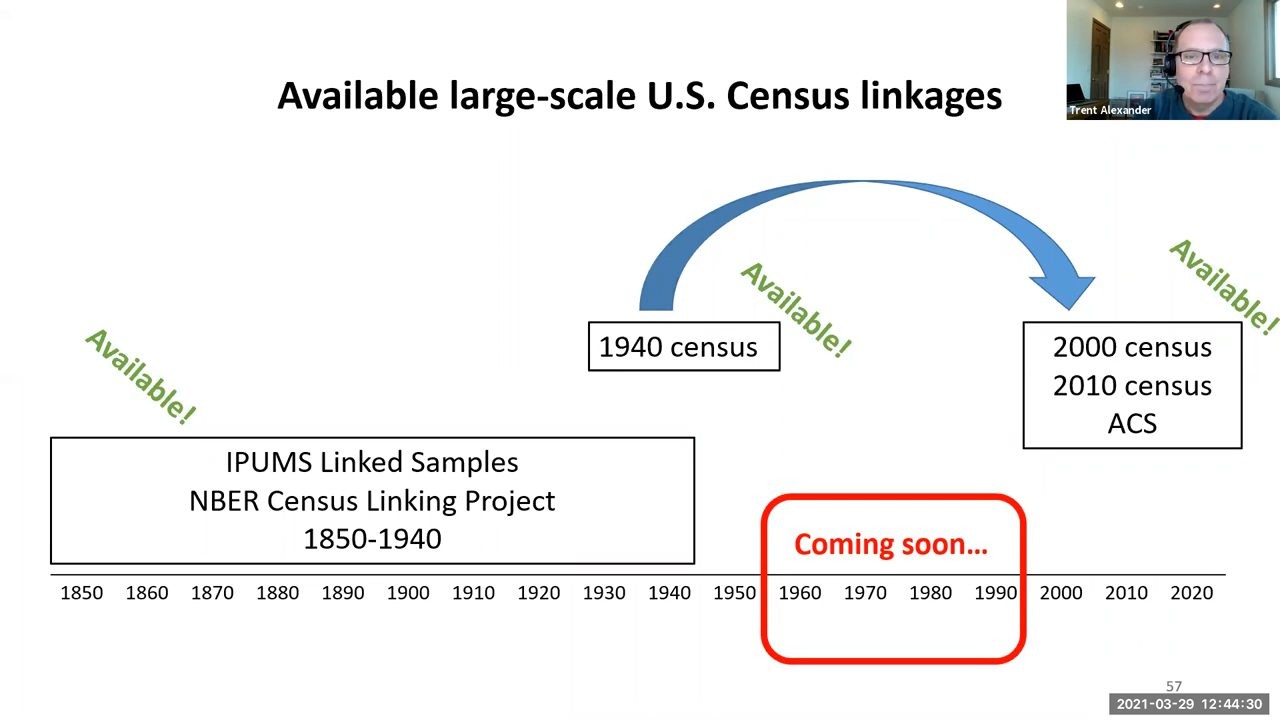 Available large-scale U.S. Census linkages
Trent Alexander
Available!
Available!
Available!
1940 census
2000 census
2010 census
ACS
IPUMS Linked Samples
NBER Census Linking Project
1850-1940
Coming soon…
1850 1860 1870 1880 1890 1900 1910 1920 1930 1940 1950 1960 1970 1980 1990 2000 2010 2020
57
2021-03-29 12:44:30